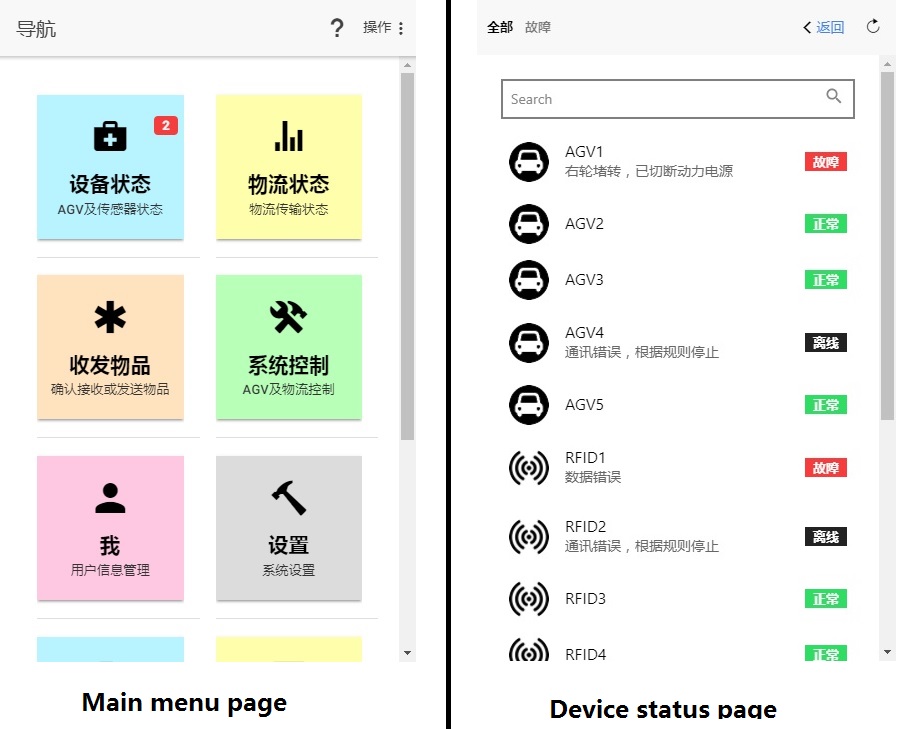 导航
? 操作
2
设备状态
AGV及传感器状态
物流状态
物流传输状态
收发物品
确认接收或发送物品
系统控制
AGV及物流控制
我
用户信息管理
设置
系统设置
Main menu page
全部 故障
返回
Search
AGV1
右轮堵转，已切断动力电源
故障
AGV2
正常
AGV3
正常
AGV4
通讯错误，根据规则停止
离线
AGV5
正常
RFID1
数据错误
故障
RFID2
通讯错误，根据规则停止
离线
RFID3
正常
RFID4
正常
Device status page